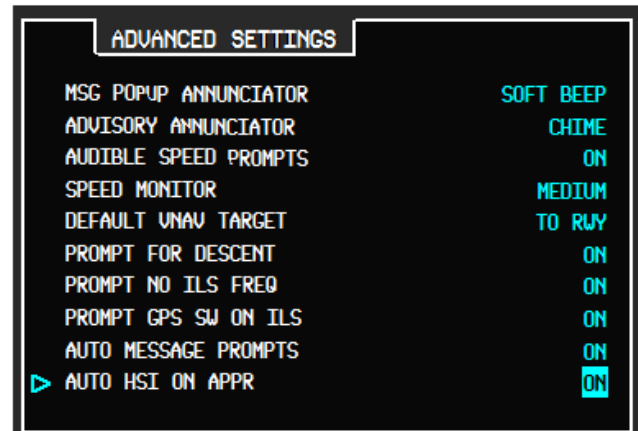 ADVANCED SETTINGS
MSG POPUP ANNUNCIATOR SOFT BEEP
ADVISORY ANNUNCIATOR CHIME
AUDIBLE SPEED PROMPTS ON
SPEED MONITOR MEDIUM
DEFAULT VNAV TARGET TO RWY
PROMPT FOR DESCENT ON
PROMPT NO ILS FREQ ON
PROMPT GPS SW ON ILS ON
AUTO MESSAGE PROMPTS ON
AUTO HSI ON APPR ON